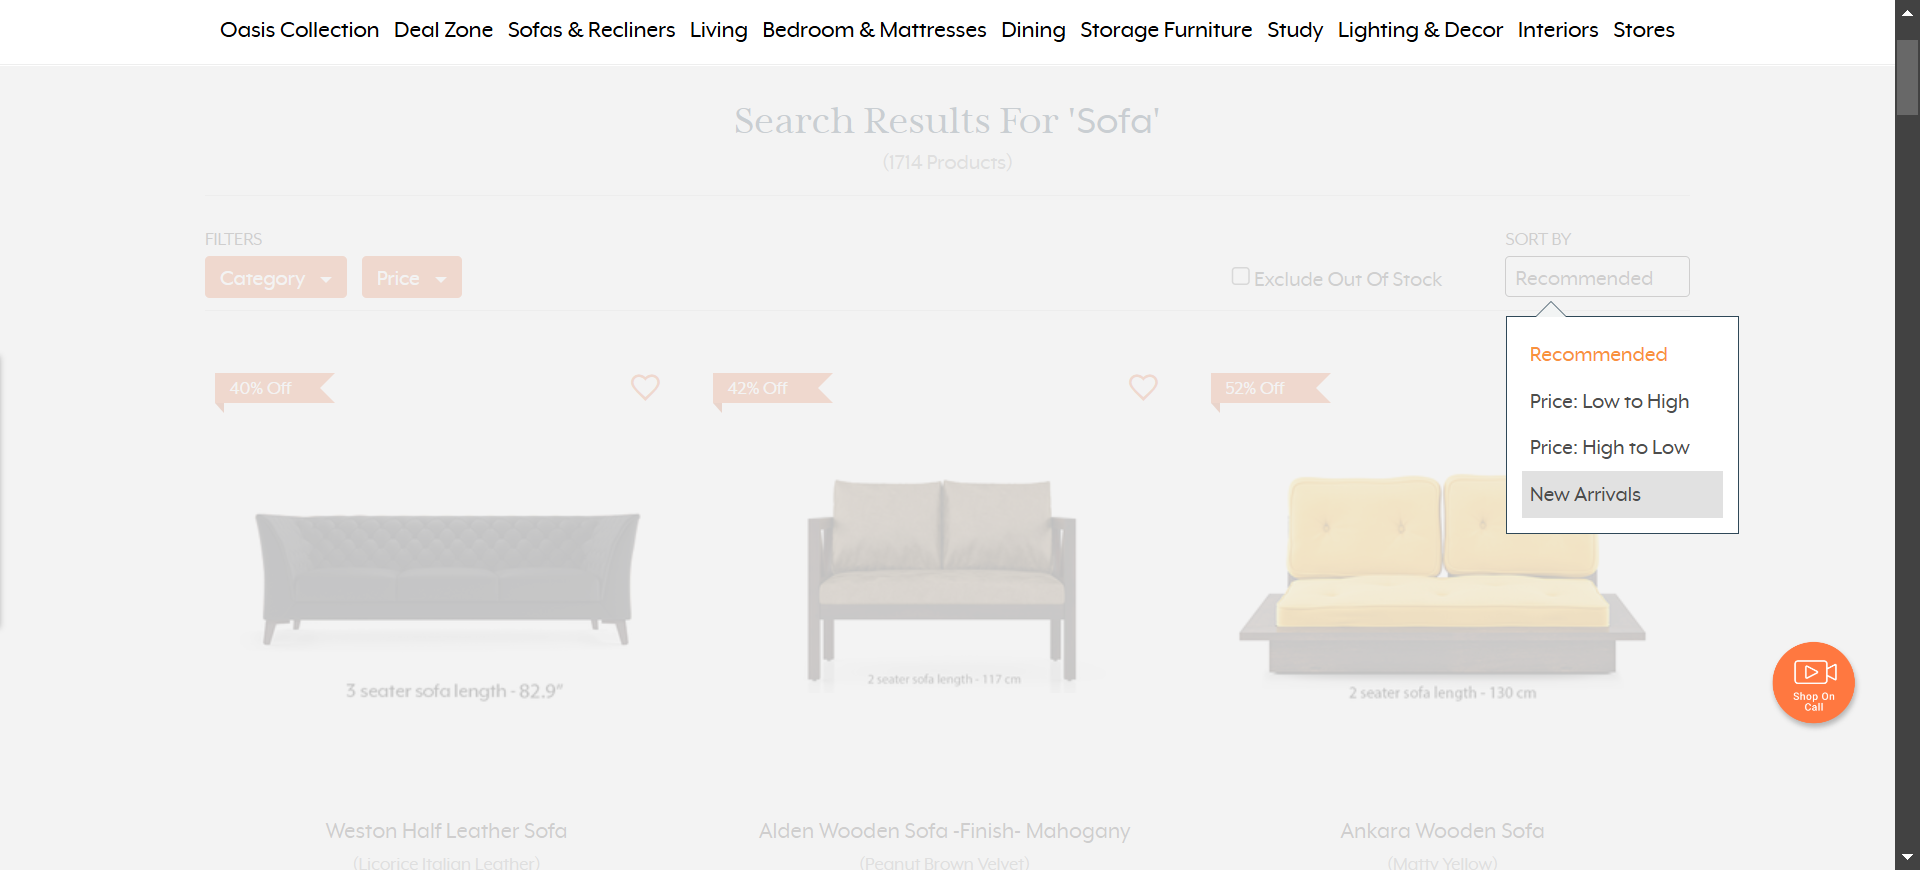 Oasis Collection Deal Zone Sofas & Recliners Living Bedroom & Mattresses Dining Storage Furniture Study Lighting & Decor Interiors Stores
Search Results For 'Sofa'
(1714 Products)
FILTERS
SORT BY
Category Price
Exclude Out Of Stock
Recommended
Recommended
Price: Low to High
Price: High to Low
New Arrivals
40% Off
42% Off
52% Off
3 seater sofa length - 82.9"
2 seater sofa length - 117 cm
2 seater sofa length - 130 cm
Shop On
Call
Weston Half Leather Sofa
Alden Wooden Sofa -Finish- Mahogany
Ankara Wooden Sofa
(Licorice Italian Leather)
(Peanut Brown Velvet)
(Matty Yellow)